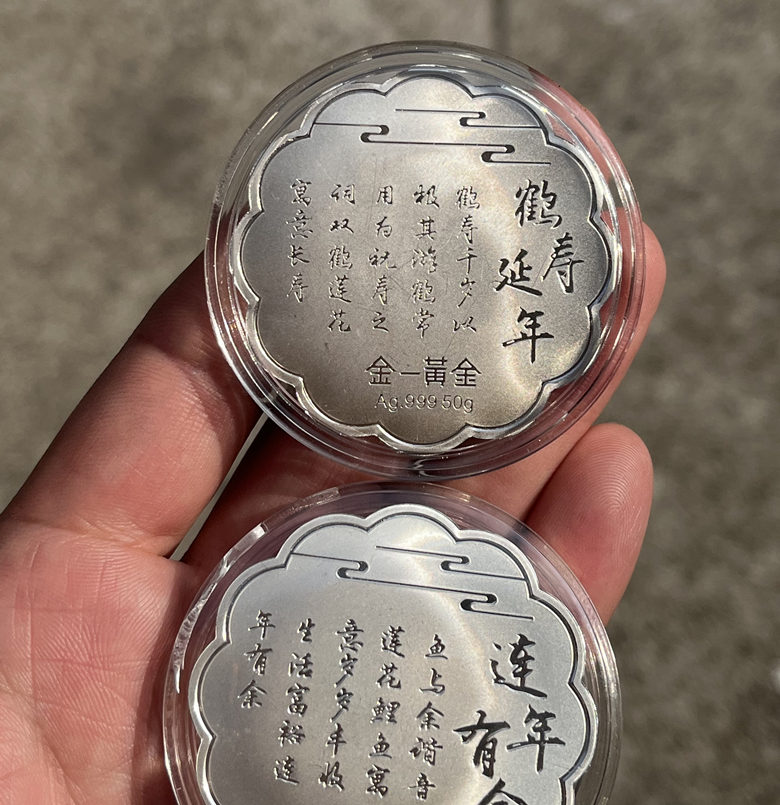 鹤寿
延年
鹤寿千岁以
极其游鹤常
用为祝寿之
词双鹤莲花
寓意长寿
金一黃金
Ag.999 50g
连年
有余
鱼与余谐音
莲花鲤鱼寓
意岁岁丰收
生活富裕连
年有余